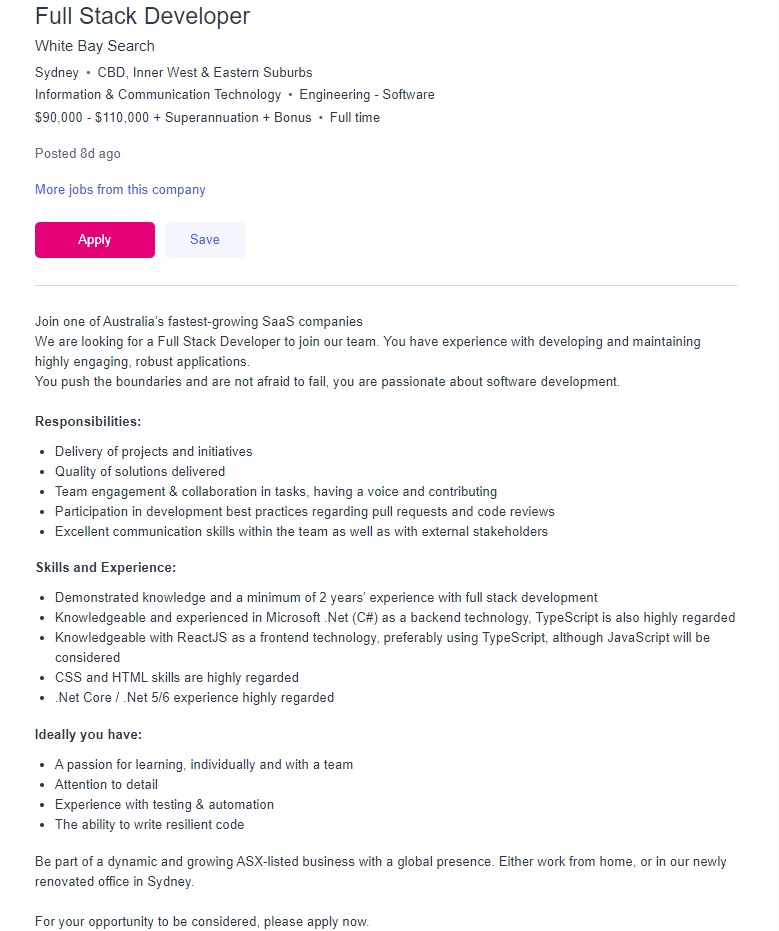 Full Stack Developer
White Bay Search
Sydney • CBD, Inner West & Eastern Suburbs
Information & Communication Technology • Engineering - Software
$90,000 - $110,000 + Superannuation + Bonus • Full time
Posted 8d ago
More jobs from this company
Apply Save
Join one of Australia's fastest-growing SaaS companies
We are looking for a Full Stack Developer to join our team. You have experience with developing and maintaining
highly engaging, robust applications.
You push the boundaries and are not afraid to fail, you are passionate about software development.
Responsibilities:
• Delivery of projects and initiatives
• Quality of solutions delivered
• Team engagement & collaboration in tasks, having a voice and contributing
• Participation in development best practices regarding pull requests and code reviews
• Excellent communication skills within the team as well as with external stakeholders
Skills and Experience:
• Demonstrated knowledge and a minimum of 2 years' experience with full stack development
• Knowledgeable and experienced in Microsoft .Net (C#) as a backend technology, TypeScript is also highly regarded
• Knowledgeable with ReactJS as a frontend technology, preferably using TypeScript, although JavaScript will be
considered
• CSS and HTML skills are highly regarded
• .Net Core / .Net 5/6 experience highly regarded
Ideally you have:
• A passion for learning, individually and with a team
• Attention to detail
• Experience with testing & automation
• The ability to write resilient code
Be part of a dynamic and growing ASX-listed business with a global presence. Either work from home, or in our newly
renovated office in Sydney.
For your opportunity to be considered, please apply now.